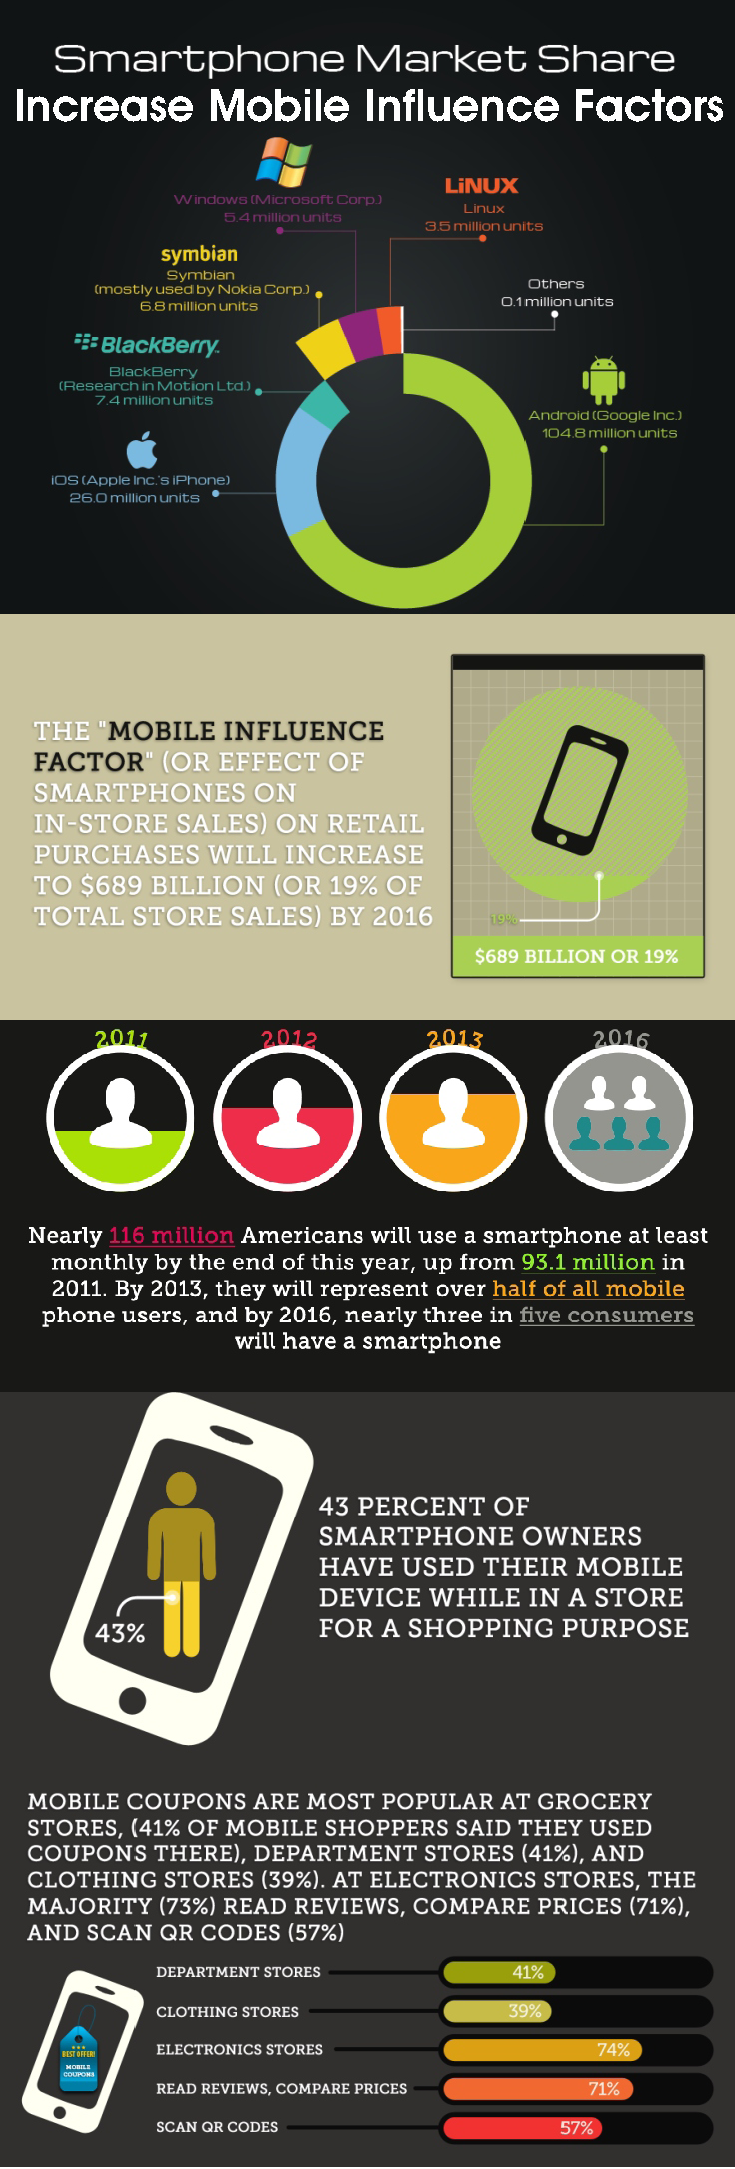 Smartphone Market Share
Increase Mobile Influence Factors
Windows (Microsoft Corp.)
5.4 million units
LiNUX
Linux
3.5 million units
symbian
Symbian
(mostly used by Nokia Corp.)
6.8 million units
Others
0.1 million units
BlackBerry
BlackBerry
(Research in Motion Ltd.)
7.4 million units
Android (Google Inc.)
104.8 million units
iOS (Apple Inc.'s iPhone)
26.0 million units
THE "MOBILE INFLUENCE
FACTOR" (OR EFFECT OF
SMARTPHONES ON
IN-STORE SALES) ON RETAIL
PURCHASES WILL INCREASE
TO $689 BILLION (OR 19% OF
TOTAL STORE SALES) BY 2016
19%
$689 BILLION OR 19%
2011
2012
2013
2016
Nearly 116 million Americans will use a smartphone at least
monthly by the end of this year, up from 93.1 million in
2011. By 2013, they will represent over half of all mobile
phone users, and by 2016, nearly three in five consumers
will have a smartphone
43 PERCENT OF
SMARTPHONE OWNERS
HAVE USED THEIR MOBILE
DEVICE WHILE IN A STORE
FOR A SHOPPING PURPOSE
43%
MOBILE COUPONS ARE MOST POPULAR AT GROCERY
STORES, (41% OF MOBILE SHOPPERS SAID THEY USED
COUPONS THERE), DEPARTMENT STORES (41%), AND
CLOTHING STORES (39%). AT ELECTRONICS STORES, THE
MAJORITY (73%) READ REVIEWS, COMPARE PRICES (71%),
AND SCAN QR CODES (57%)
DEPARTMENT STORES 41%
CLOTHING STORES 39%
ELECTRONICS STORES 74%
READ REVIEWS, COMPARE PRICES 71%
SCAN QR CODES 57%
BEST OFFER!
MOBILE
COUPONS